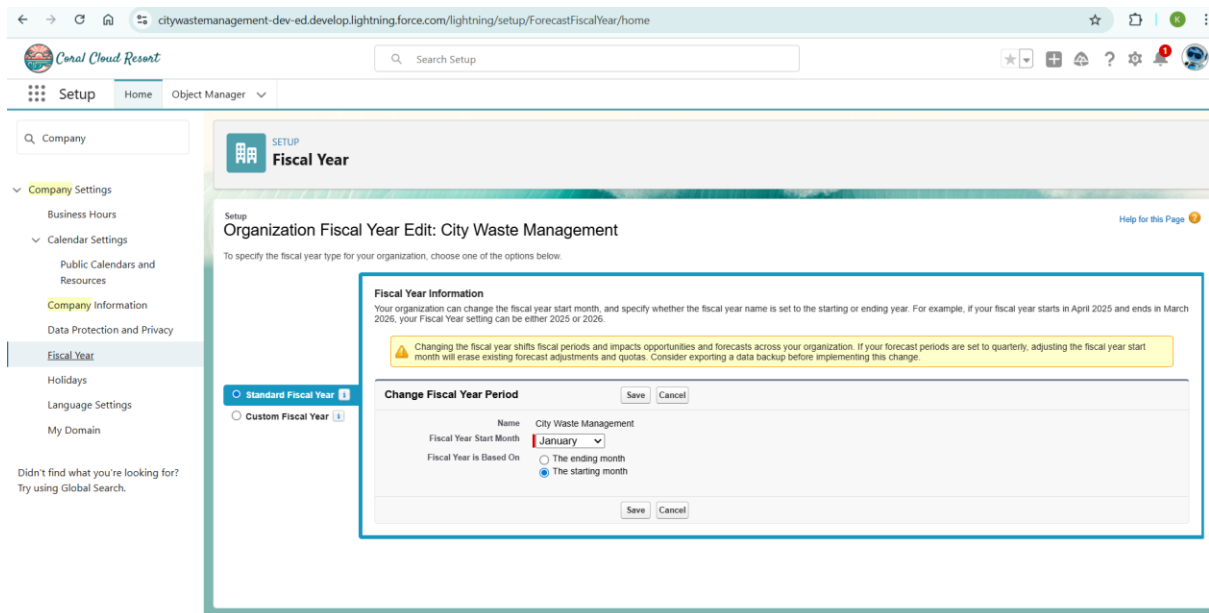 citywastemanagement-dev-ed.develop.lightning.force.com/lightning/setup/ForecastFiscalYear/home
K
Coral Cloud Resort
Search Setup
1
Setup
Home
Object Manager
Company
SETUP
Fiscal Year
Company Settings
Business Hours
Calendar Settings
Public Calendars and
Resources
Company Information
Data Protection and Privacy
Fiscal Year
Holidays
Language Settings
My Domain
Didn't find what you're looking for?
Try using Global Search.
Setup
Organization Fiscal Year Edit: City Waste Management
Help for this Page
To specify the fiscal year type for your organization, choose one of the options below.
Standard Fiscal Year
Custom Fiscal Year
Fiscal Year Information
Your organization can change the fiscal year start month, and specify whether the fiscal year name is set to the starting or ending year. For example, if your fiscal year starts in April 2025 and ends in March
2026, your Fiscal Year setting can be either 2025 or 2026.
Changing the fiscal year shifts fiscal periods and impacts opportunities and forecasts across your organization. If your forecast periods are set to quarterly, adjusting the fiscal year start
month will erase existing forecast adjustments and quotas. Consider exporting a data backup before implementing this change.
Change Fiscal Year Period
Save Cancel
Name City Waste Management
Fiscal Year Start Month January
Fiscal Year is Based On The ending month
The starting month
Save Cancel